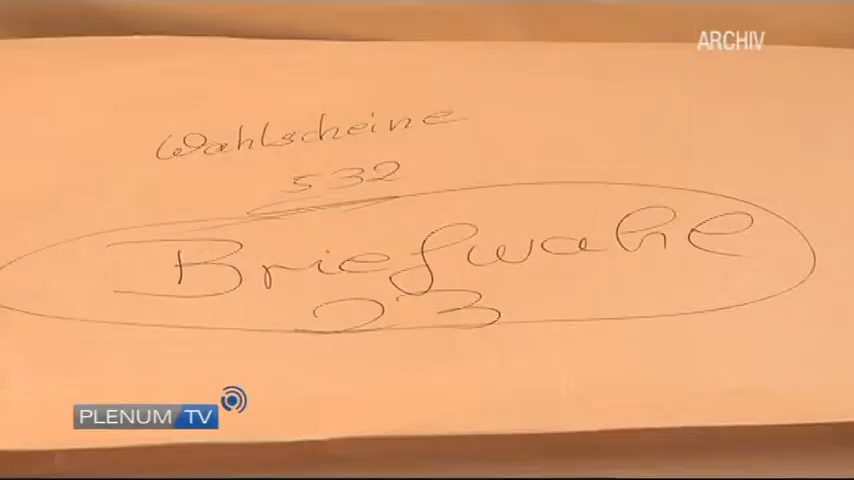 ARCHIV
Wahlscheine
532
Briefwahl
23
PLENUM TV